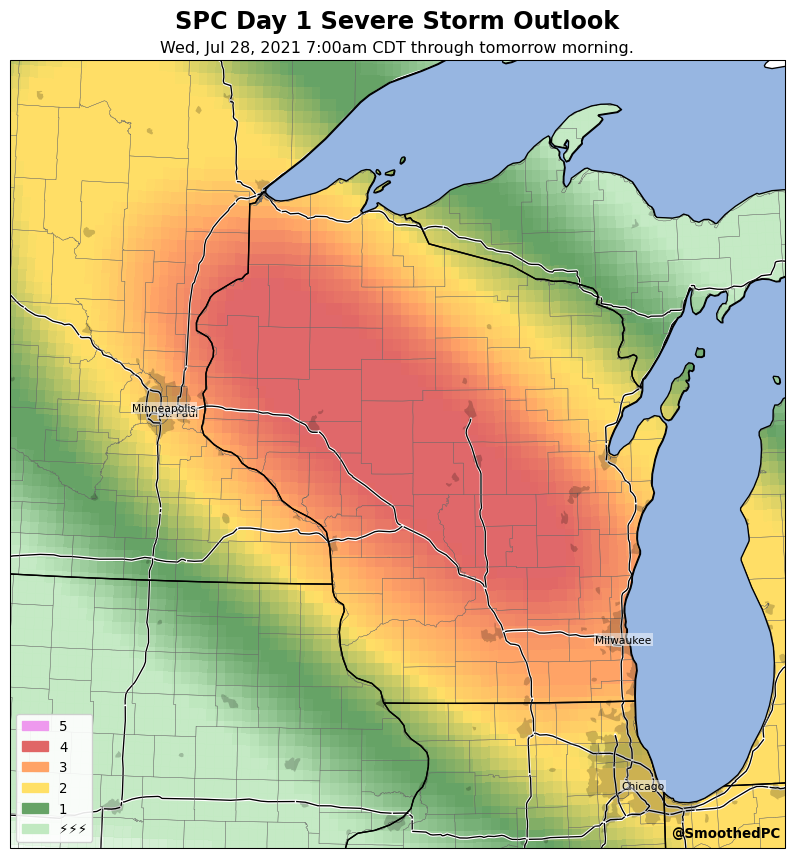 SPC Day 1 Severe Storm Outlook
Wed, Jul 28, 2021 7:00am CDT through tomorrow morning.
Minneapolis
St. Paul
Milwaukee
Chicago
5
4
3
2
1
⚡⚡⚡
@SmoothedPC